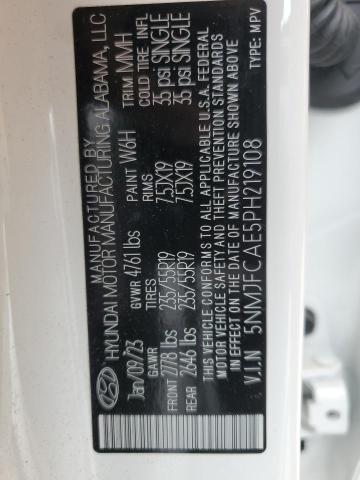 MANUFACTURED BY
HYUNDAI MOTOR MANUFACTURING ALABAMA, LLC
Jan/09/23 GVWR 4761 lbs PAINT W6H TRIM MMH
GAWR TIRES RIMS COLD TIRE INFL
FRONT 2778 lbs 235/55R19 7.5JX19 35 psi SINGLE
REAR 2646 lbs 235/55R19 7.5JX19 35 psi SINGLE
THIS VEHICLE CONFORMS TO ALL APPLICABLE U.S.A. FEDERAL
MOTOR VEHICLE SAFETY, BUMPER AND THEFT PREVENTION STANDARDS
IN EFFECT ON THE DATE OF MANUFACTURE SHOWN ABOVE.
V.I.N 5NMJFCAE5PH219108 TYPE: MPV